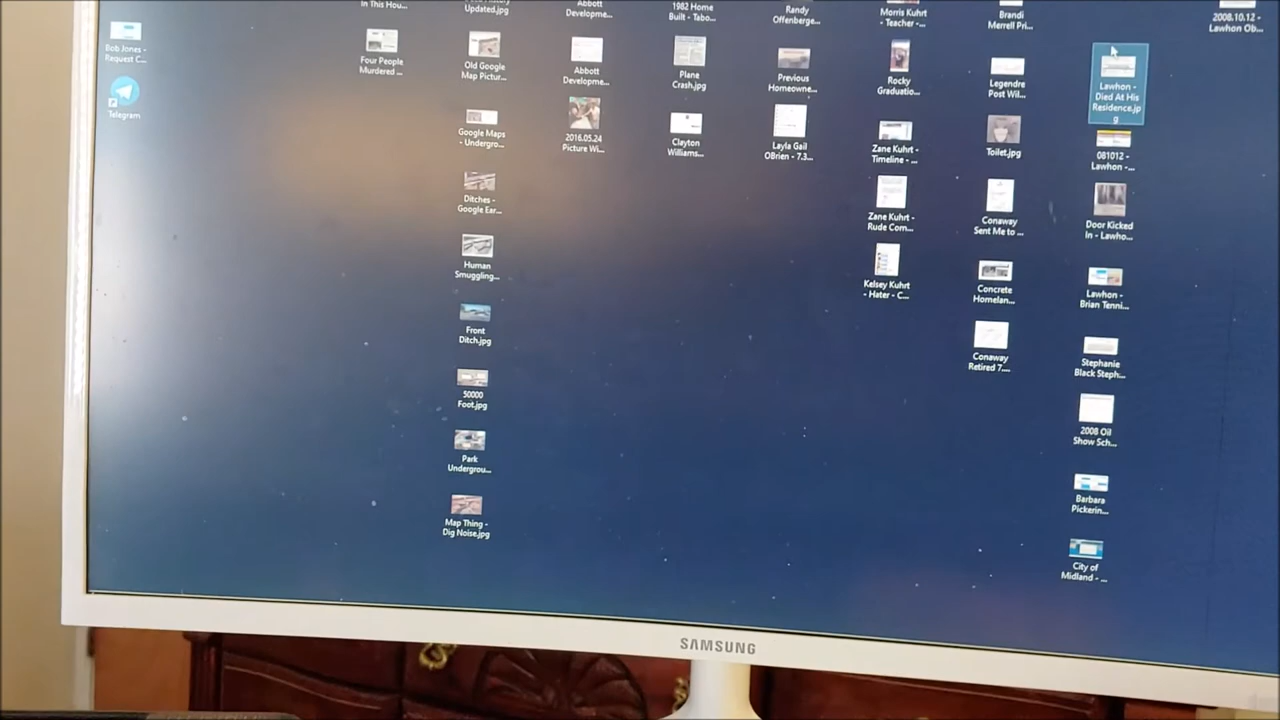 In This Hou...
Updated.jpg
Abbott
Developme...
1982 Home
Built - Tabo...
Randy
Offenberge...
Morris Kuhrt
- Teacher -...
Brandi
Merrell Pri...
2008.10.12 -
Lawhon Ob...
Bob Jones -
Request C...
Telegram
Four People
Murdered ...
Old Google
Map Pictur...
Google Maps
- Undergro...
Ditches -
Google Ear...
Human
Smuggling...
Front
Ditch.jpg
50000
Foot.jpg
Park
Undergrou...
Map Thing -
Dig Noise.jpg
Abbott
Developme...
2016.05.24
Picture Wi...
Plane
Crash.jpg
Clayton
Williams...
Previous
Homeowne...
Layla Gail
OBrien - 7.3...
Rocky
Graduatio...
Zane Kuhrt -
Timeline - ...
Zane Kuhrt -
Rude Com...
Kelsey Kuhrt
- Hater - C...
Legendre
Post Wil...
Toilet.jpg
Conaway
Sent Me to ...
Concrete
Homelan...
Conaway
Retired 7....
Lawhon -
Died At His
Residence.jp
g
081012 -
Lawhon -...
Door Kicked
In - Lawho...
Lawhon -
Brian Tenni...
Stephanie
Black Steph...
2008 Oil
Show Sch...
Barbara
Pickerin...
City of
Midland - ...
SAMSUNG